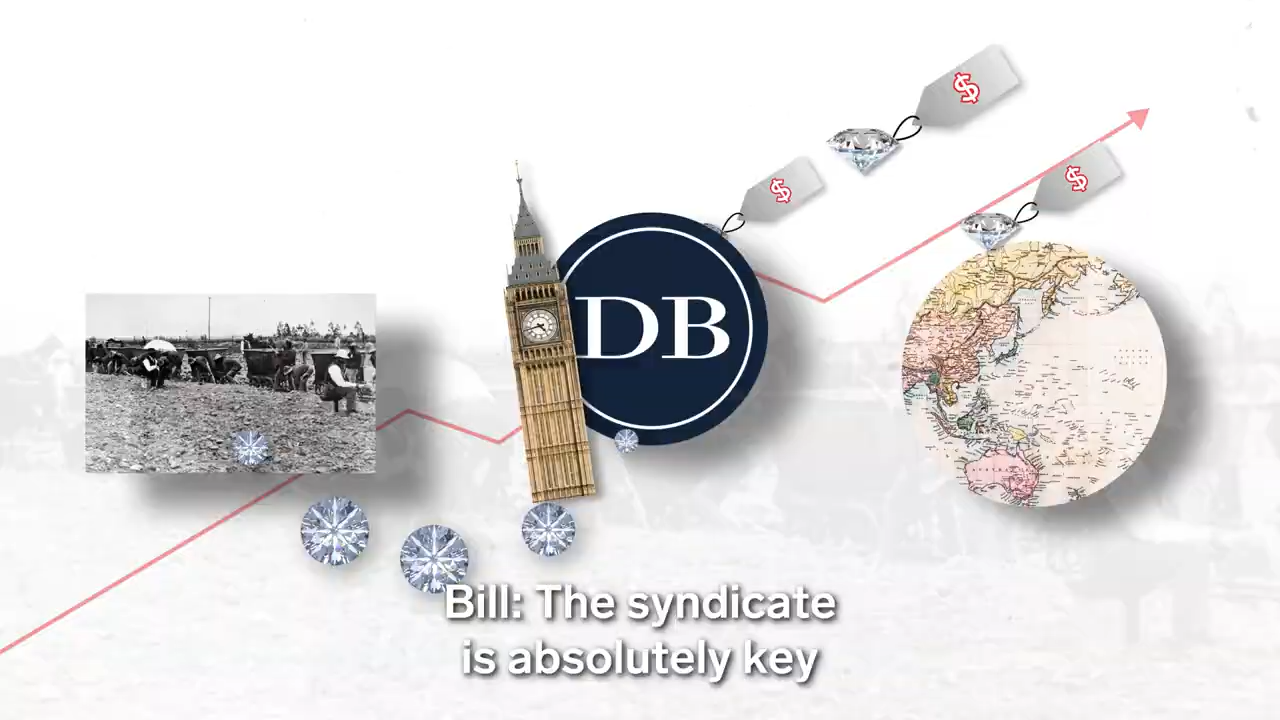 $
$
$
DB
Bill: The syndicate
is absolutely key